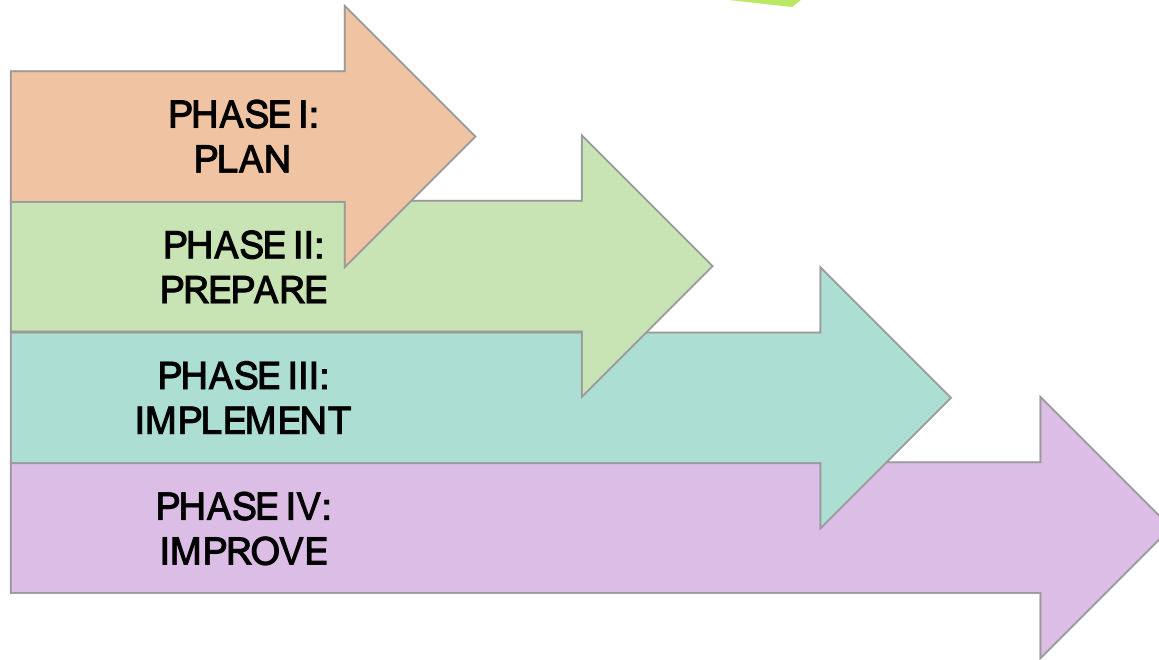 PHASE I:
PLAN
PHASE II:
PREPARE
PHASE III:
IMPLEMENT
PHASE IV:
IMPROVE